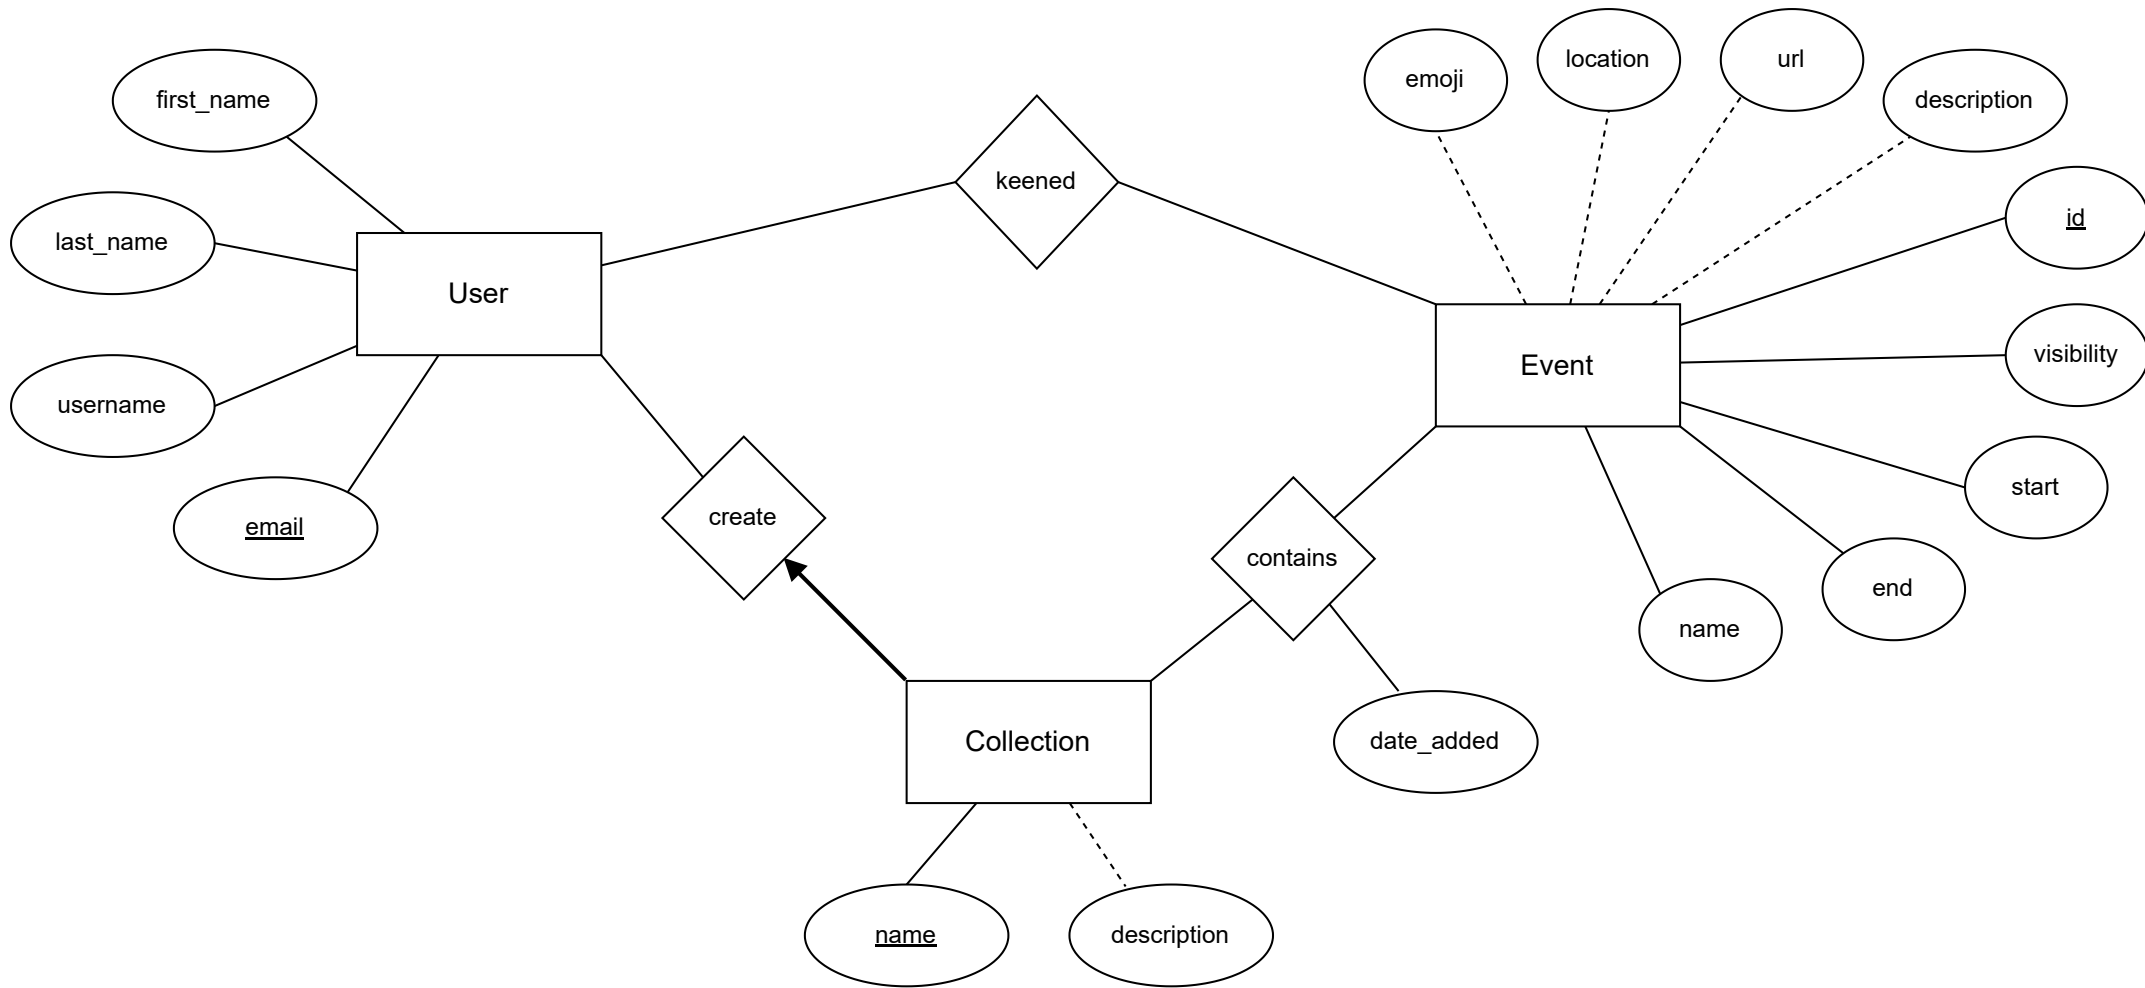 emoji
location
url
description
first_name
keened
id
last_name
User
visibility
Event
username
start
create
email
contains
end
name
Collection
date_added
name
description